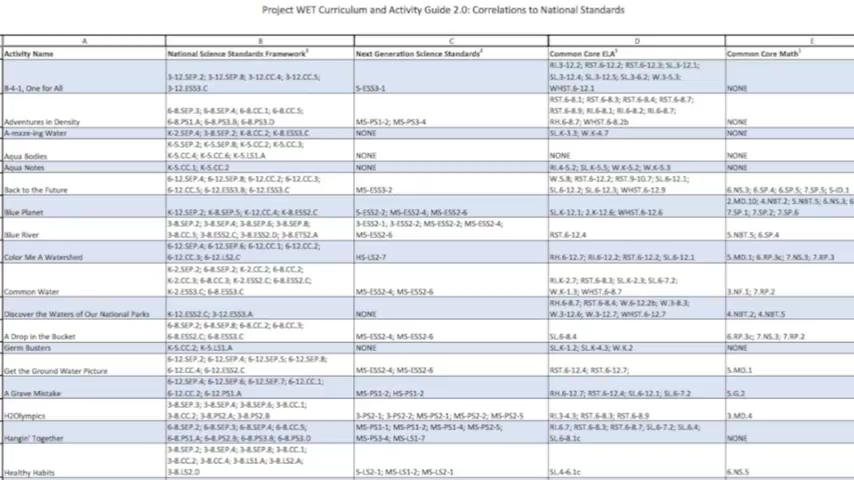 Project WET Curriculum and Activity Guide 2.0: Correlations to National Standards
A B C D E
Activity Name National Science Standards Framework¹ Next Generation Science Standards² Common Core ELA³ Common Core Math³
RI.3-12.2; RST.6-12.2; RST.6-12.3; SL.3-12.1;
3-12.SEP.2; 3-12.SEP.8; 3-12.CC.4; 3-12.CC.5; SL.3-12.4; SL.3-12.5; SL.3-6.2; W.3-5.3;
8-4-1, One for All 3-12.ESS3.C 5-ESS3-1 WHST.6-12.1 NONE
RST.6-8.1; RST.6-8.3; RST.6-8.4; RST.6-8.7;
6-8.SEP.3; 6-8.SEP.4; 6-8.CC.1; 6-8.CC.5; RST.6-8.9; RI.6-8.1; RI.6-8.2; RI.6-8.7;
Adventures in Density 6-8.PS1.A; 6-8.PS3.B; 6-8.PS3.D MS-PS1-2; MS-PS3-4 RH.6-8.7; WHST.6-8.2b NONE
A-maze-ing Water K-2.SEP.4; 3-8.SEP.2; K-8.CC.2; K-8.ESS3.C NONE SL.K-3.3; W.K-4.7 NONE
K-5.SEP.2; K-5.SEP.8; K-5.CC.2; K-5.CC.3;
Aqua Bodies K-5.CC.4; K-5.CC.6; K-5.LS1.A NONE NONE NONE
Aqua Notes K-5.CC.1; K-5.CC.2 NONE RI.4-5.2; SL.K-5.5; W.K-5.2; W.K-5.3 NONE
6-12.SEP.4; 6-12.SEP.8; 6-12.CC.2; 6-12.CC.3; W.5.8; RST.6-12.2; RST.9-10.7; SL.6-12.1;
Back to the Future 6-12.CC.5; 6-12.ESS3.B; 6-12.ESS3.C MS-ESS3-2 SL.6-12.2; SL.6-12.3; WHST.6-12.9 6.NS.3; 6.SP.4; 6.SP.5; 7.SP.5; S-ID.1
2.MD.10; 4.NBT.2; 5.NBT.5; 6.NS.3;
Blue Planet K-12.SEP.2; K-8.SEP.5; K-12.CC.4; K-8.ESS2.C 5-ESS2-2; MS-ESS2-4; MS-ESS2-6 SL.K-12.1; 2.K-12.6; WHST.6-12.6 7.SP.1; 7.SP.2; 7.SP.6
3-8.SEP.2; 3-8.SEP.4; 3-8.SEP.6; 3-8.SEP.8; 3-ESS2-1, 3-ESS2-2; MS-ESS2-2; MS-ESS2-4;
Blue River 3-8.CC.3; 3-8.ESS2.C; 3-8.ESS2.D; 3-8.ETS2.A MS-ESS2-6 RST.6-12.4 5.NBT.5; 6.SP.4
6-12.SEP.4; 6-12.SEP.6; 6-12.CC.1; 6-12.CC.2;
Color Me A Watershed 6-12.CC.3; 6-12.LS2.C HS-LS2-7 RH.6-12.7; RI.6-12.2; RST.6-12.2; SL.6-12.1 5.MD.1; 6.RP.3c; 7.NS.3; 7.RP.3
K-2.SEP.2; 6-8.SEP.2; K-2.CC.2; 6-8.CC.2;
K-2.CC.3; 6-8.CC.3; K-2.ESS2.C; 6-8.ESS2.C; RI.K-2.7; RST.6-8.3; SL.K-2.3; SL.6-7.2;
Common Water K-2.ESS3.C; 6-8.ESS3.C MS-ESS2-4; MS-ESS2-6 W.K-1.3; WHST.6-8.7 3.NF.1; 7.RP.2
RH.6-8.7; RST.6-8.4; W.6-12.2b; W.3-8.3;
Discover the Waters of Our National Parks K-12.ESS2.C; 3-12.ESS3.A NONE W.3-12.6; W.3-12.7; WHST.6-12.7 4.NBT.2; 4.NBT.5
6-8.SEP.2; 6-8.SEP.5; 6-8.CC.2; 6-8.CC.3;
A Drop in the Bucket 6-8.ESS2.C; 6-8.ESS3.C MS-ESS2-4; MS-ESS2-6 SL.6-8.4 6.RP.3c; 7.NS.3; 7.RP.2
Germ Busters K-5.CC.2; K-5.LS1.A NONE SL.K-1.2; SL.K-4.3; W.K.2 NONE
6-12.SEP.2; 6-12.SEP.4; 6-12.SEP.5; 6-12.SEP.8;
Get the Ground Water Picture 6-12.CC.4; 6-12.ESS2.C MS-ESS2-4; MS-ESS2-6 RST.6-12.4; RST.6-12.7; 5.MD.1
6-12.SEP.4; 6-12.SEP.6; 6-12.SEP.7; 6-12.CC.1;
A Grave Mistake 6-12.CC.2; 6-12.PS1.A MS-PS1-2; HS-PS1-2 RH.6-12.7; RST.6-12.4; SL.6-12.1; SL.6-7.2 5.G.2
3-8.SEP.3; 3-8.SEP.4; 3-8.SEP.6; 3-8.CC.1;
H2Olympics 3-8.CC.2; 3-8.PS2.A; 3-8.PS2.B 3-PS2-1; 3-PS2-2; MS-PS2-1; MS-PS2-2; MS-PS2-5 RI.3-4.3; RST.6-8.3; RST.6-8.9 3.MD.4
6-8.SEP.2; 6-8.SEP.3; 6-8.SEP.4; 6-8.CC.5; MS-PS1-1; MS-PS1-2; MS-PS1-4; MS-PS2-5; RI.6.7; RST.6-8.3; RST.6-8.7; SL.6-7.2; SL.6.4;
Hangin' Together 6-8.PS1.A; 6-8.PS2.B; 6-8.PS3.B; 6-8.PS3.D MS-PS3-4; MS-LS1-7 SL.6-8.1c NONE
3-8.SEP.2; 3-8.SEP.4; 3-8.SEP.8; 3-8.CC.1;
3-8.CC.2; 3-8.CC.4; 3-8.LS1.A; 3-8.LS2.A;
Healthy Habits 3-8.LS2.D 5-LS2-1; MS-LS1-2; MS-LS2-1 SL.4-6.1c 6.NS.5